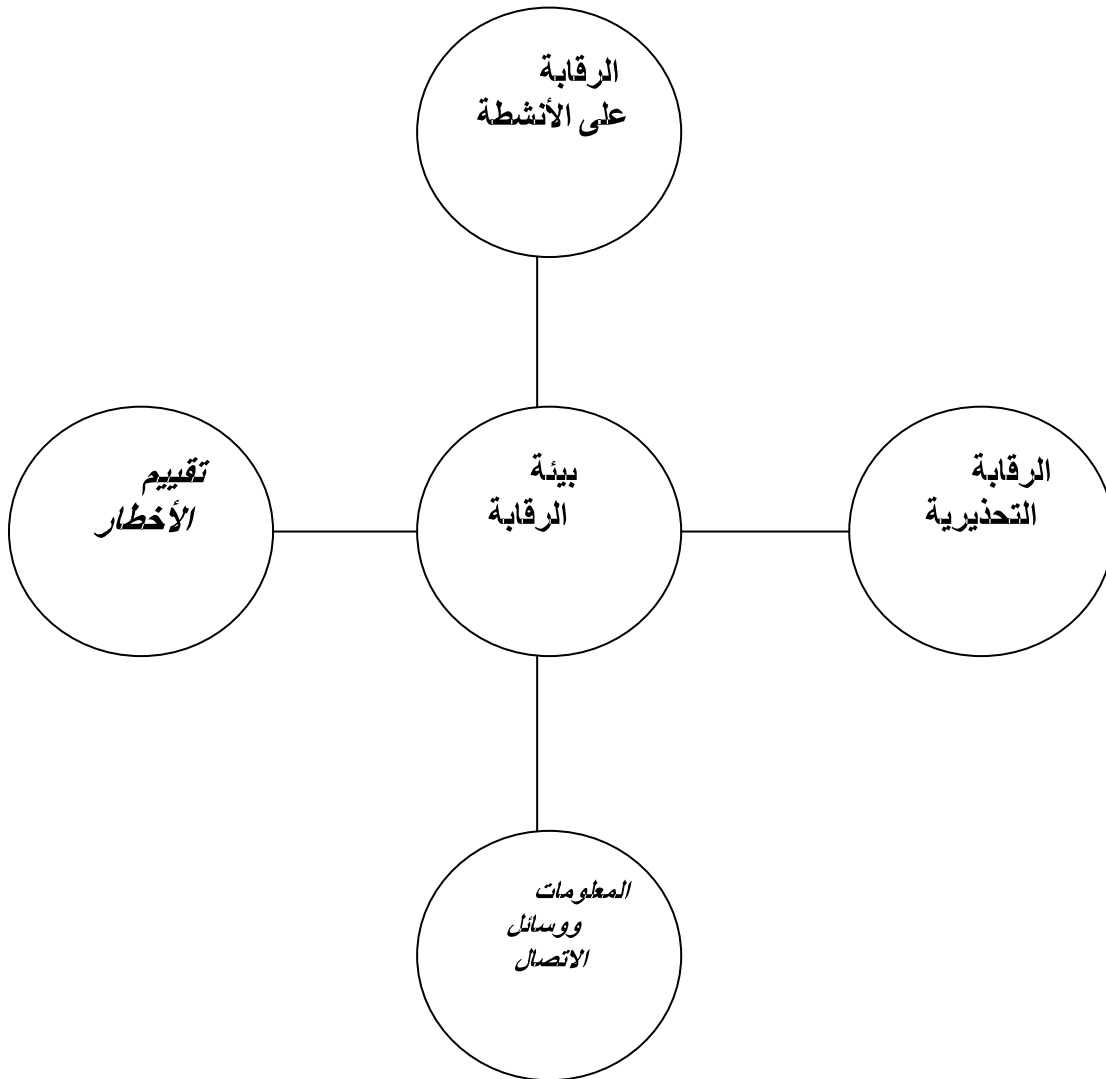 الرقابة
على الأنشطة
الرقابة
التحذيرية
بيئة
الرقابة
تقييم
الأخطار
المعلومات
ووسائل
الاتصال